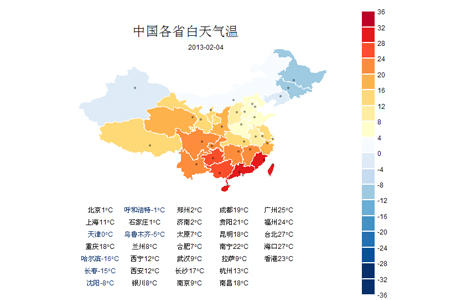 中国各省白天气温
2013-02-04
36
32
28
24
20
16
12
8
4
0
-4
-8
-12
-16
-20
-24
-28
-32
-36
北京1°C 呼和浩特-1°C 郑州2°C 成都19°C 广州25°C
上海11°C 石家庄1°C 济南2°C 贵阳21°C 福州24°C
天津0°C 乌鲁木齐-5°C 太原7°C 昆明18°C 台北27°C
重庆18°C 兰州8°C 合肥7°C 南宁22°C 海口27°C
哈尔滨-16°C 西宁12°C 武汉9°C 拉萨9°C 香港23°C
长春-15°C 西安12°C 长沙17°C 杭州13°C
沈阳-8°C 银川8°C 南京9°C 南昌18°C